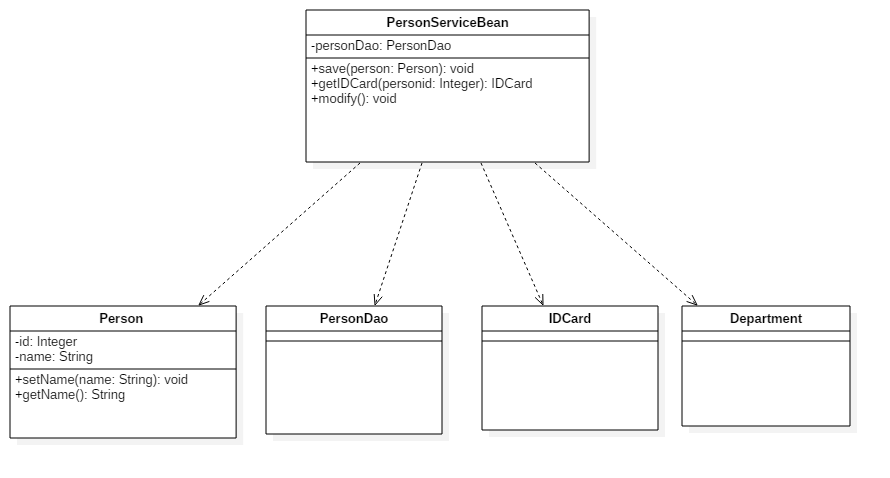 PersonServiceBean
-personDao: PersonDao
+save(person: Person): void
+getIDCard(personid: Integer): IDCard
+modify(): void
Person
-id: Integer
-name: String
+setName(name: String): void
+getName(): String
PersonDao
IDCard
Department